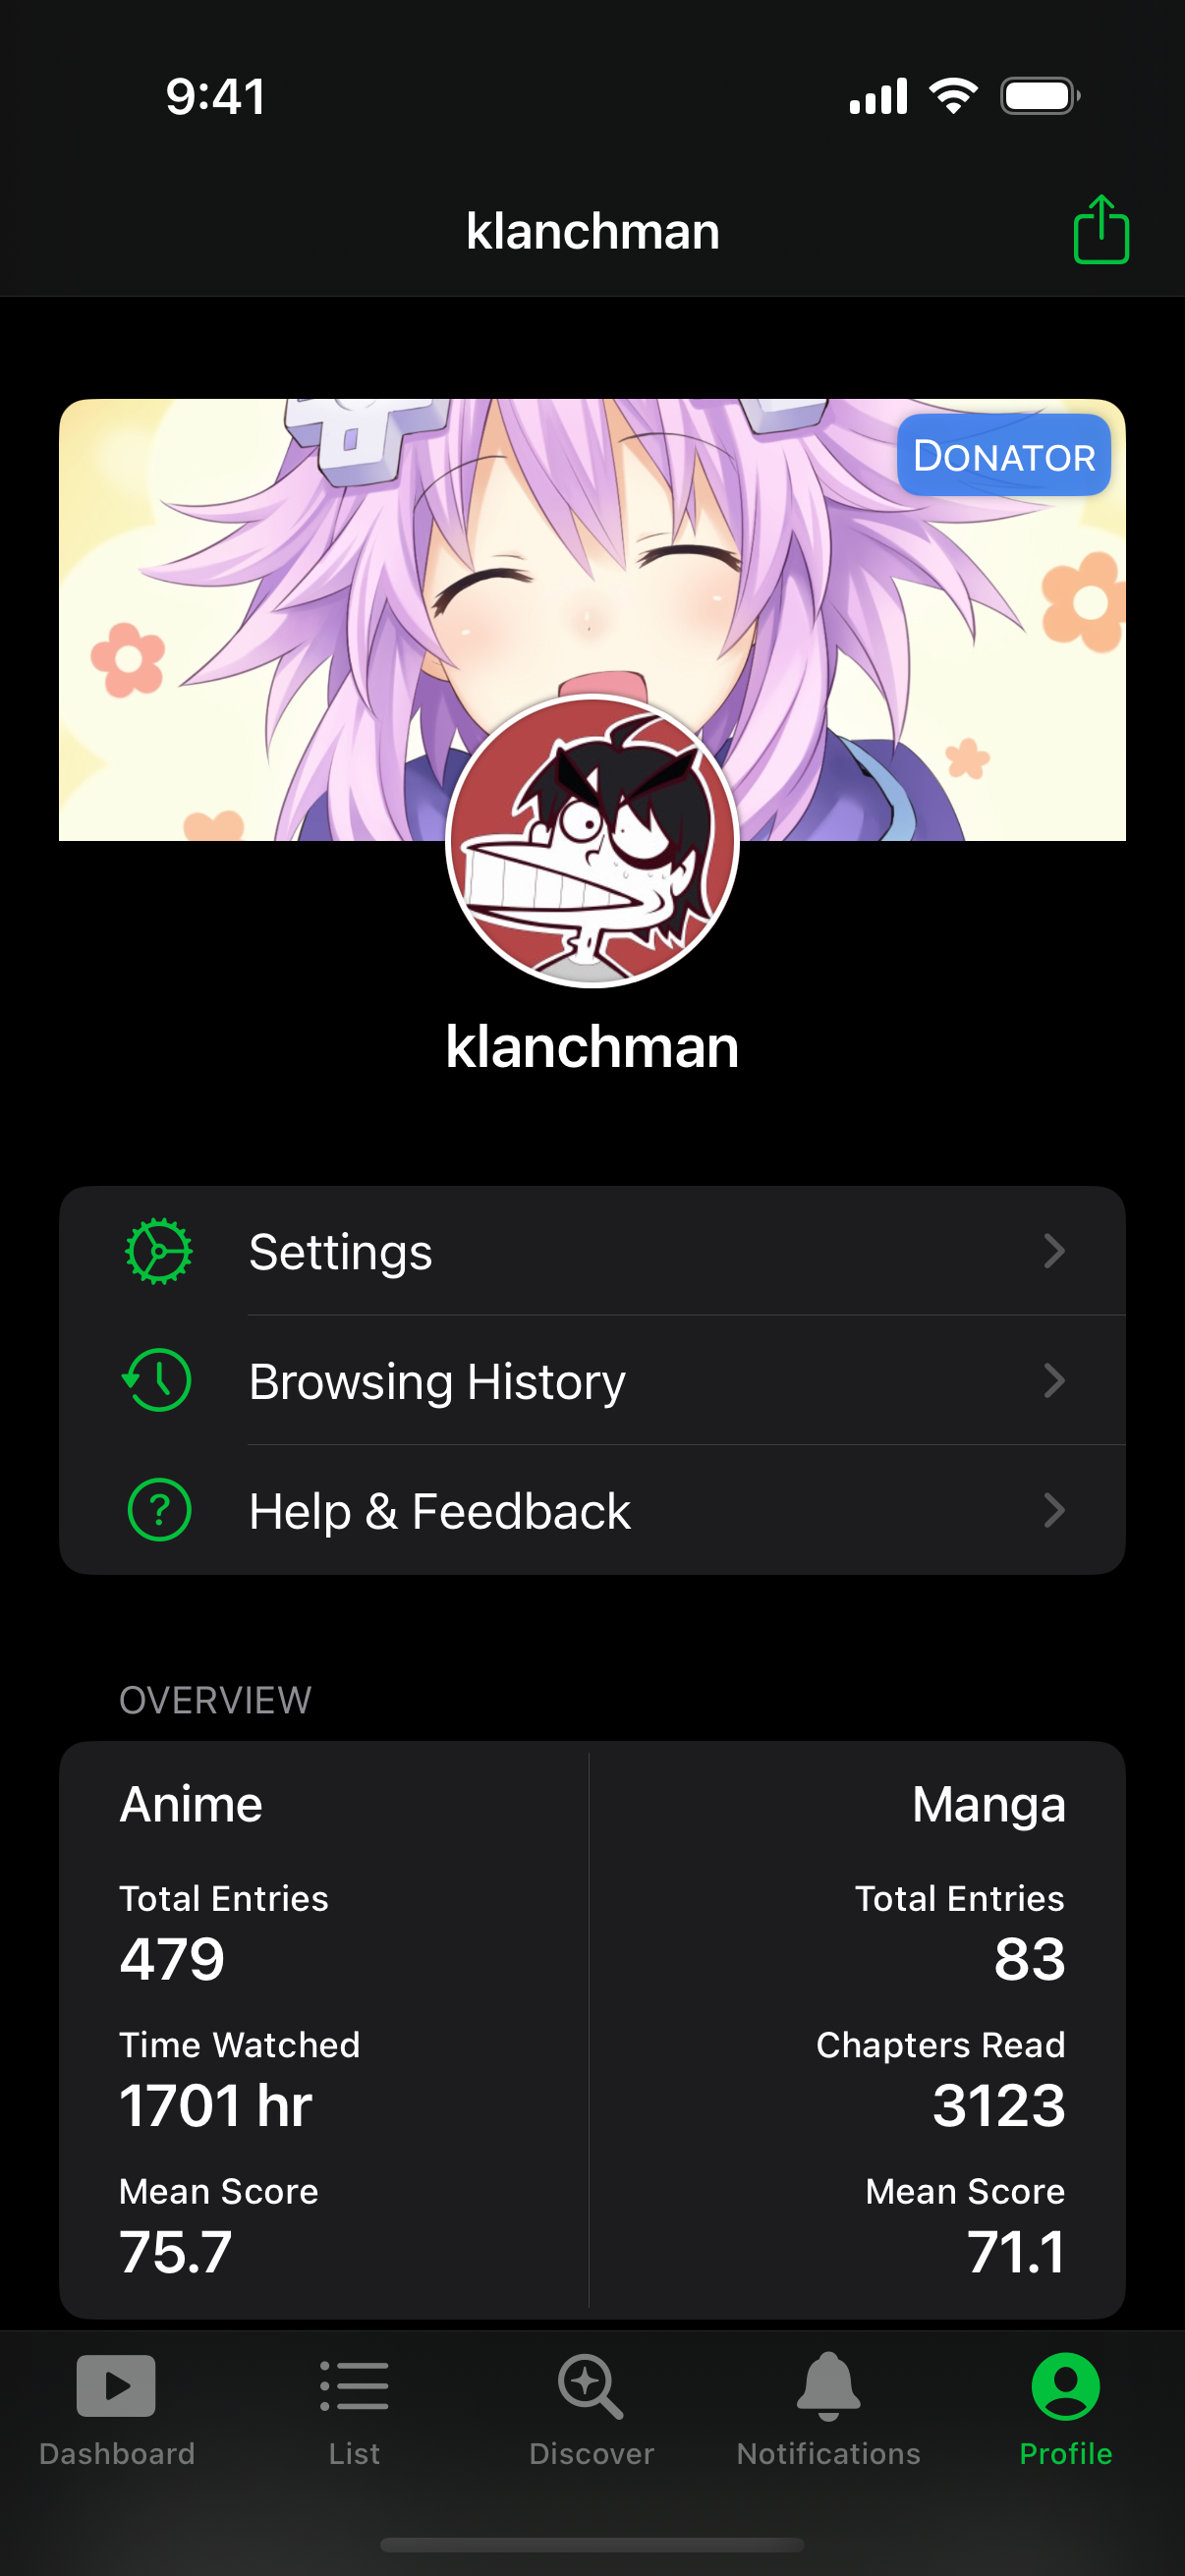 9:41
klanchman
DONATOR
klanchman
Settings
Browsing History
Help & Feedback
OVERVIEW
Anime
Manga
Total Entries
Total Entries
479
83
Time Watched
Chapters Read
1701 hr
3123
Mean Score
Mean Score
75.7
71.1
Dashboard
List
Discover
Notifications
Profile